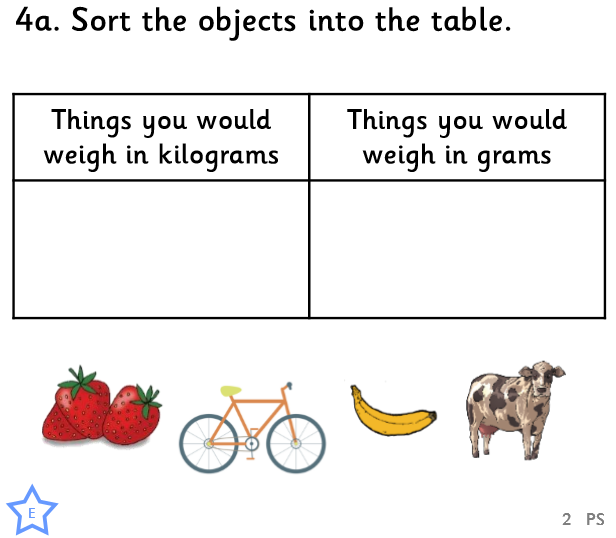 4a. Sort the objects into the table.
Things you would
weigh in kilograms
Things you would
weigh in grams
E
2 PS